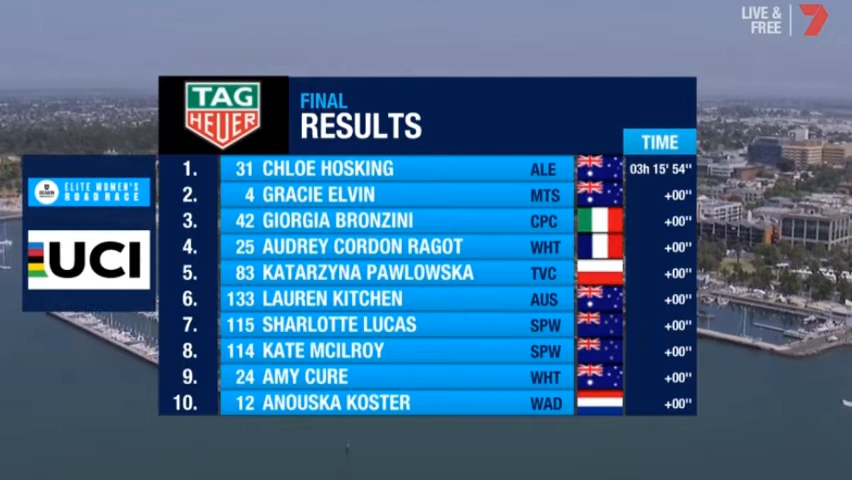 LIVE &
FREE 7
TAG
HEUER
FINAL
RESULTS
TIME
ELITE WOMEN'S
ROAD RACE
UCI
1. 31 CHLOE HOSKING ALE 03h 15' 54"
2. 4 GRACIE ELVIN MTS +00"
3. 42 GIORGIA BRONZINI CPC +00"
4. 25 AUDREY CORDON RAGOT WHT +00"
5. 83 KATARZYNA PAWLOWSKA TVC +00"
6. 133 LAUREN KITCHEN AUS +00"
7. 115 SHARLOTTE LUCAS SPW +00"
8. 114 KATE MCILROY SPW +00"
9. 24 AMY CURE WHT +00"
10. 12 ANOUSKA KOSTER WAD +00"